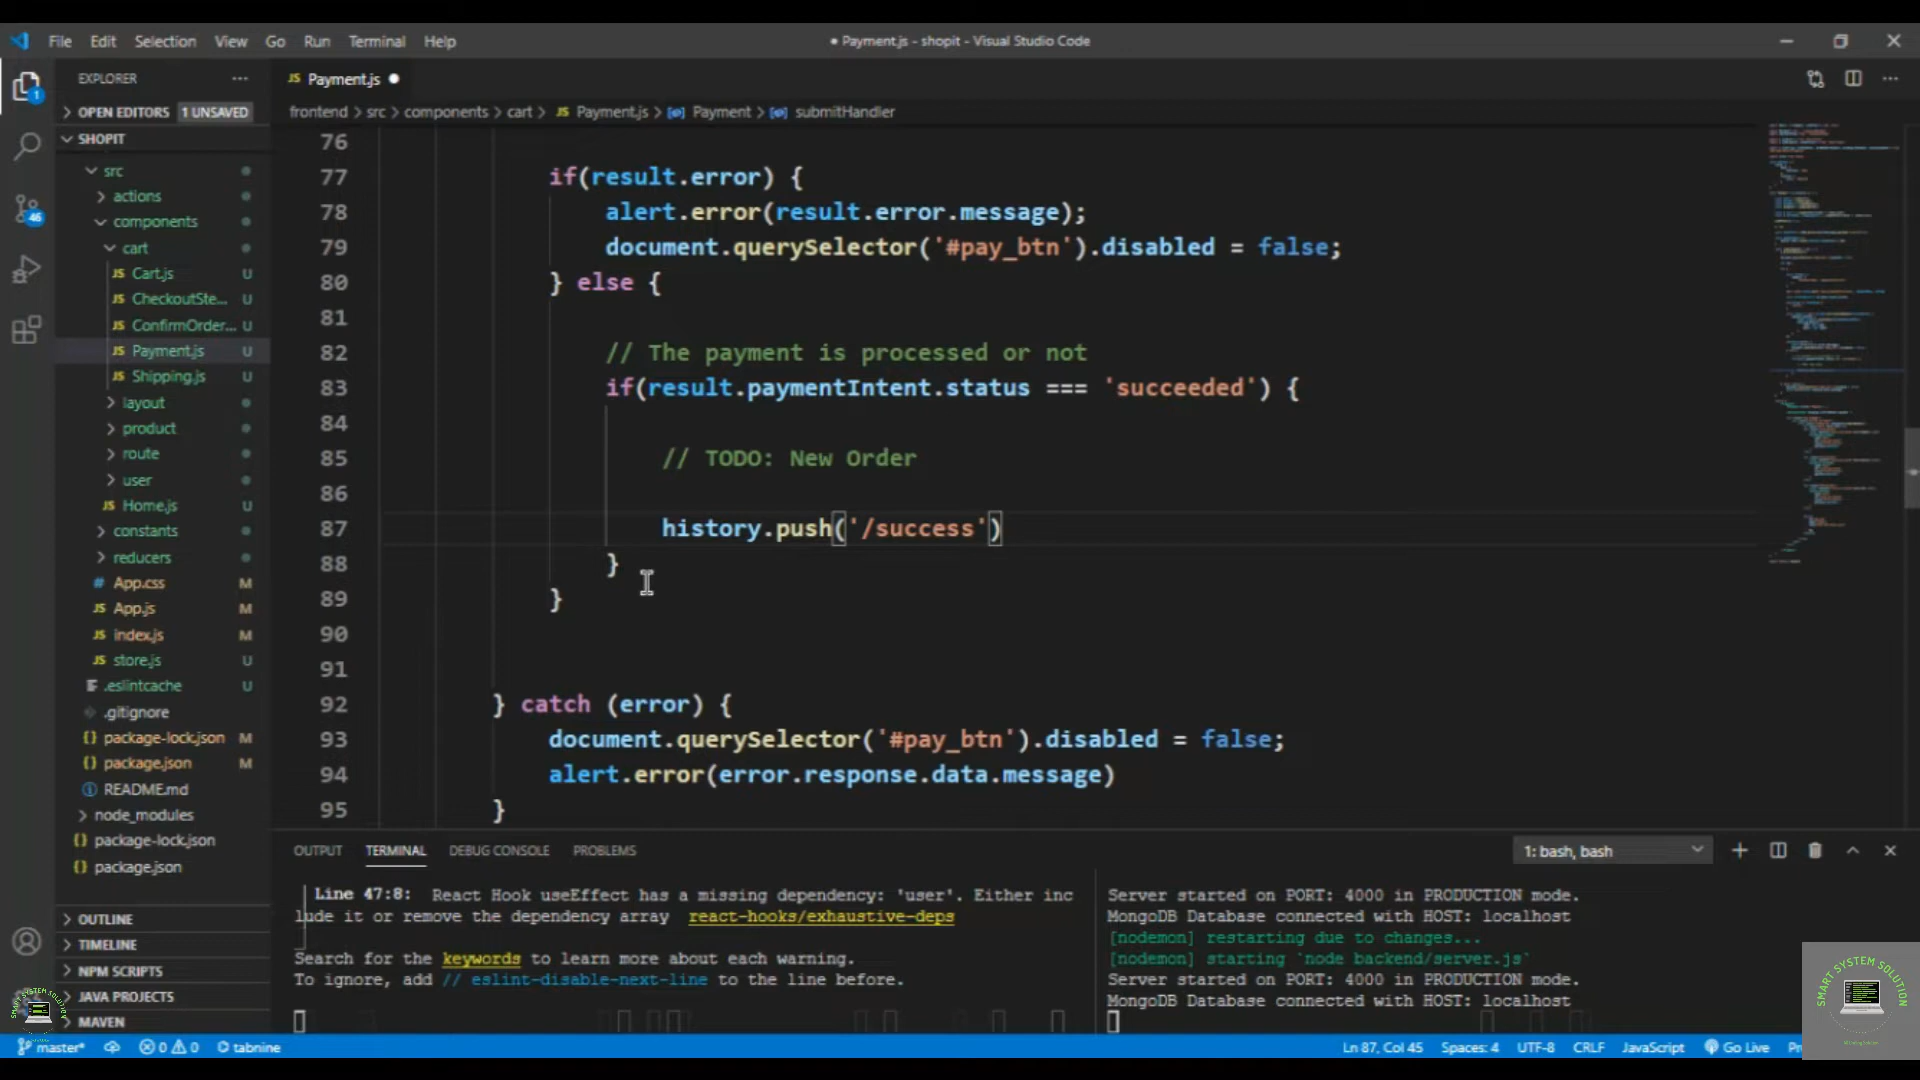 File Edit Selection View Go Run Terminal Help
● Payment.js - shopit - Visual Studio Code
EXPLORER ···
JS Payment.js ●
OPEN EDITORS 1 UNSAVED
frontend > src > components > cart > JS Payment.js > Payment > submitHandler
SHOPIT
src
actions
components
cart
JS Cart.js U
JS CheckoutSte... U
JS ConfirmOrder... U
JS Payment.js U
JS Shipping.js U
layout
product
route
user
JS Home.js U
constants
reducers
# App.css M
JS App.js M
JS index.js M
JS store.js U
.eslintcache U
.gitignore
{} package-lock.json M
{} package.json M
README.md
node_modules
{} package-lock.json
{} package.json
OUTLINE
TIMELINE
NPM SCRIPTS
JAVA PROJECTS
MAVEN
1
46
76
77 if(result.error) {
78 alert.error(result.error.message);
79 document.querySelector('#pay_btn').disabled = false;
80 } else {
81
82 // The payment is processed or not
83 if(result.paymentIntent.status === 'succeeded') {
84
85 // TODO: New Order
86
87 history.push('/success')
88 }
89 }
90
91
92 } catch (error) {
93 document.querySelector('#pay_btn').disabled = false;
94 alert.error(error.response.data.message)
95 }
OUTPUT TERMINAL DEBUG CONSOLE PROBLEMS
1: bash, bash
Line 47:8: React Hook useEffect has a missing dependency: 'user'. Either inc
lude it or remove the dependency array react-hooks/exhaustive-deps
Search for the keywords to learn more about each warning.
To ignore, add // eslint-disable-next-line to the line before.
Server started on PORT: 4000 in PRODUCTION mode.
MongoDB Database connected with HOST: localhost
[nodemon] restarting due to changes...
[nodemon] starting `node backend/server.js`
Server started on PORT: 4000 in PRODUCTION mode.
MongoDB Database connected with HOST: localhost
SMART SYSTEM SOLUTION
master* 0 0 tabnine
Ln 87, Col 45 Spaces: 4 UTF-8 CRLF JavaScript Go Live